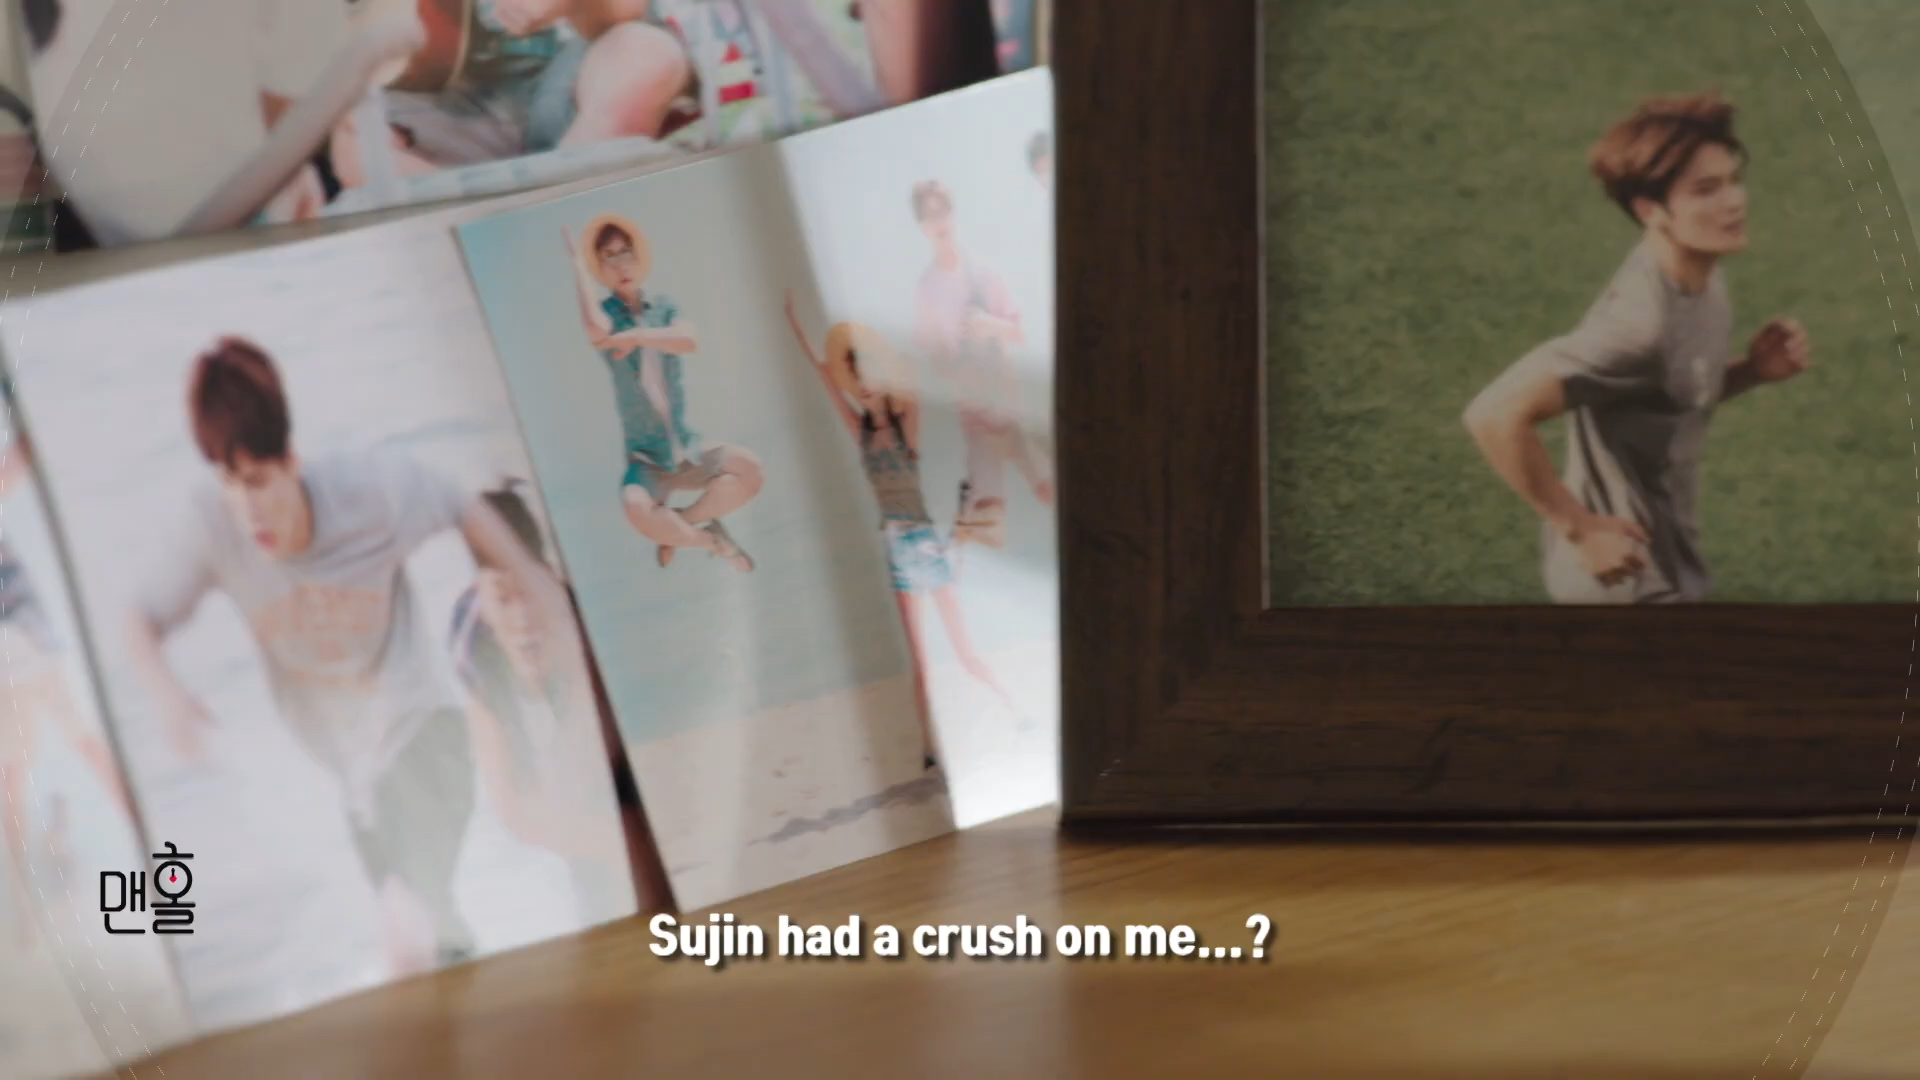 맨홀
Sujin had a crush on me...?